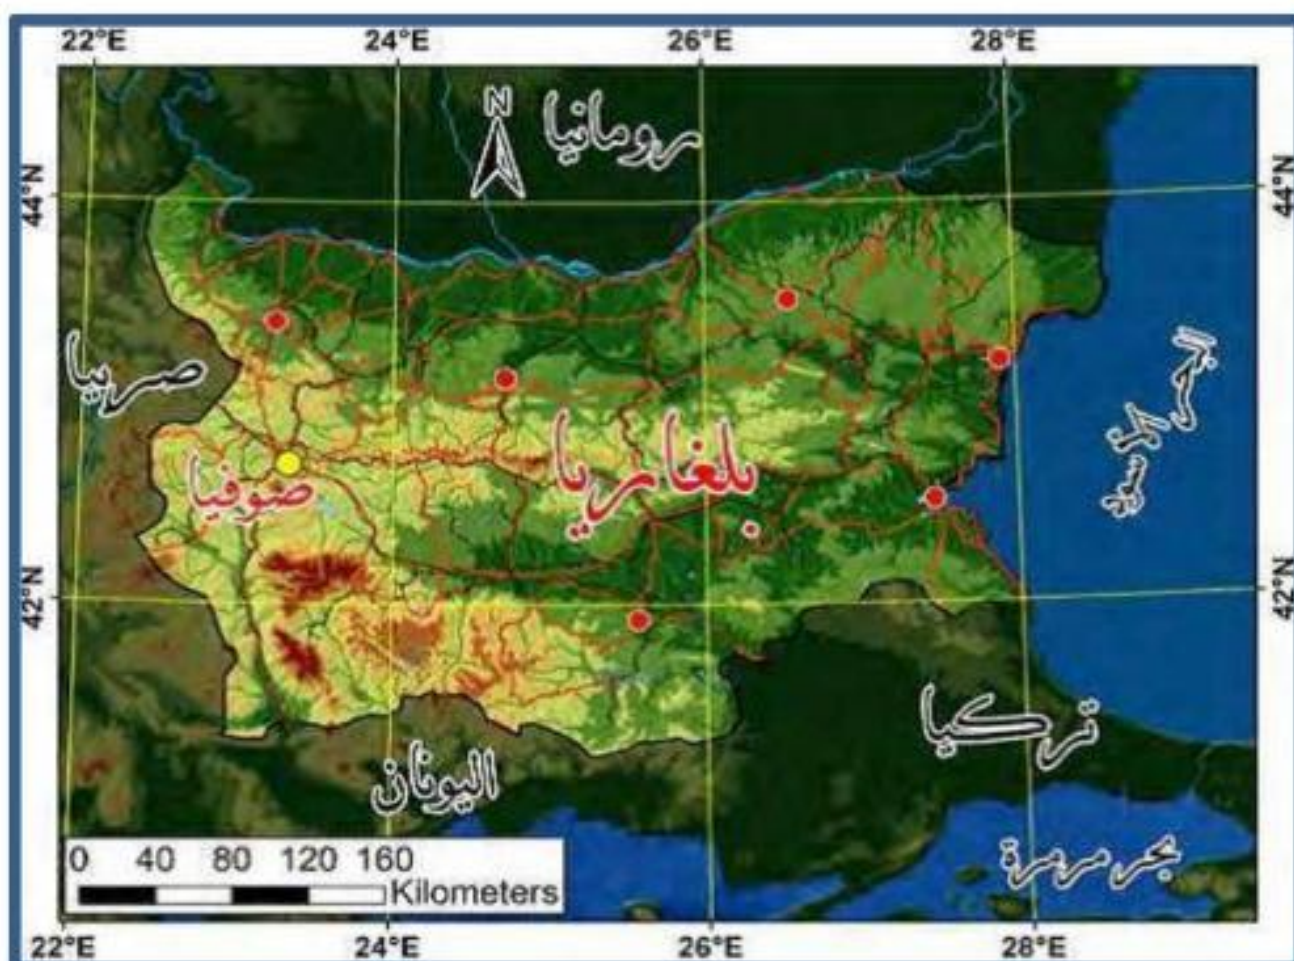 22°E 24°E 26°E 28°E
N
رومانيا
44°N 44°N
صربيا
البحر الأسود
بلغاريا
صوفيا
42°N 42°N
تركيا
اليونان
بحر مرمرة
0 40 80 120 160
Kilometers
22°E 24°E 26°E 28°E